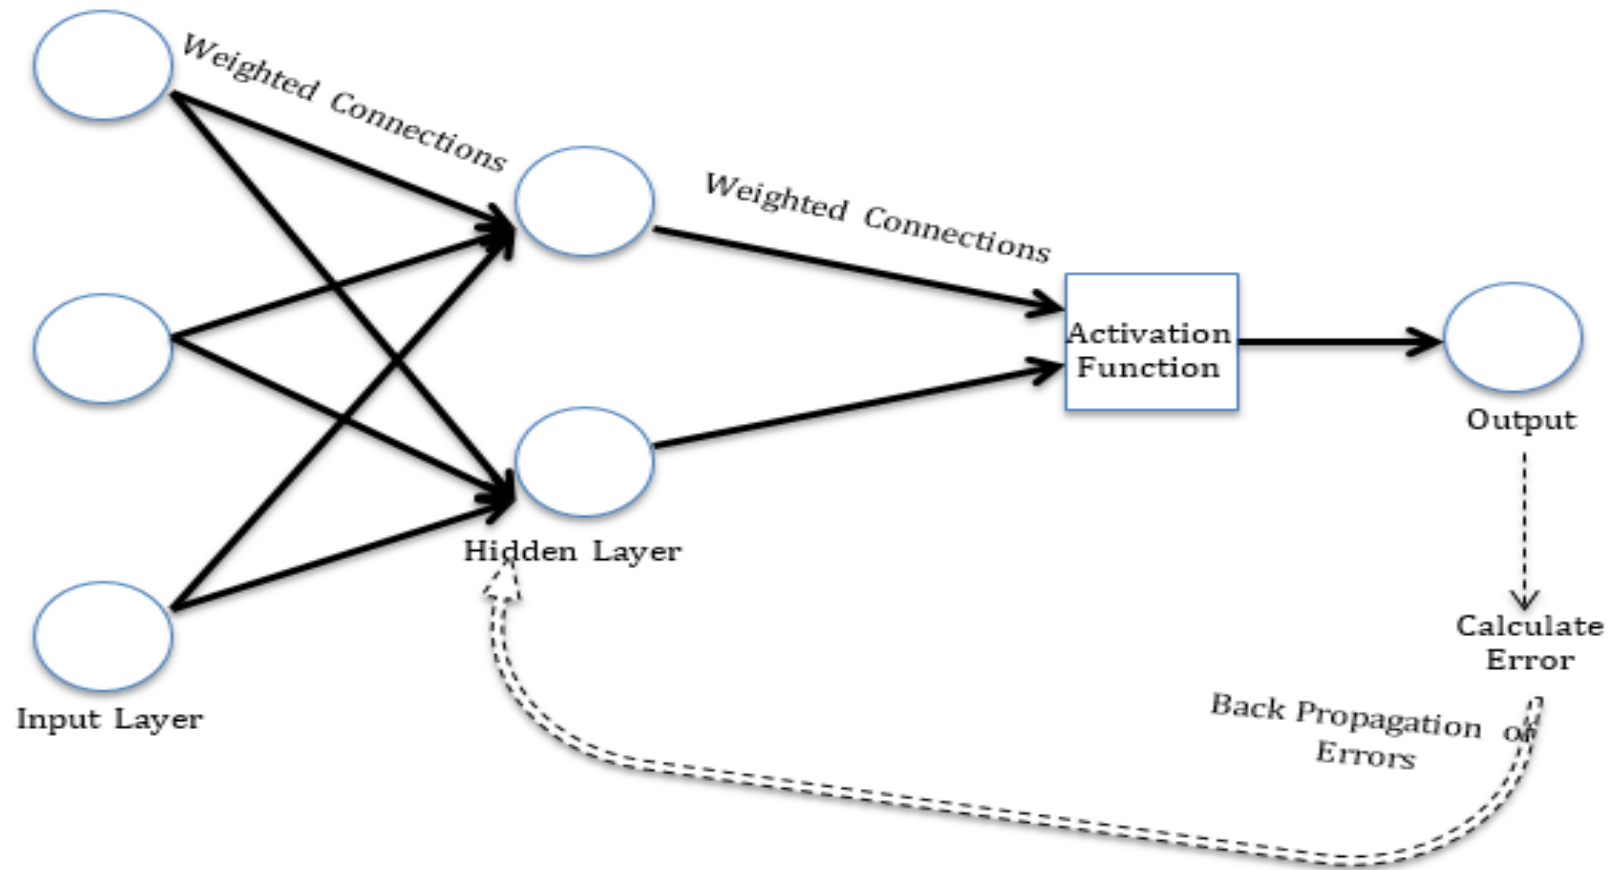 Weighted Connections
Weighted Connections
Activation
Function
Output
Hidden Layer
Calculate
Error
Input Layer
Back Propagation of
Errors